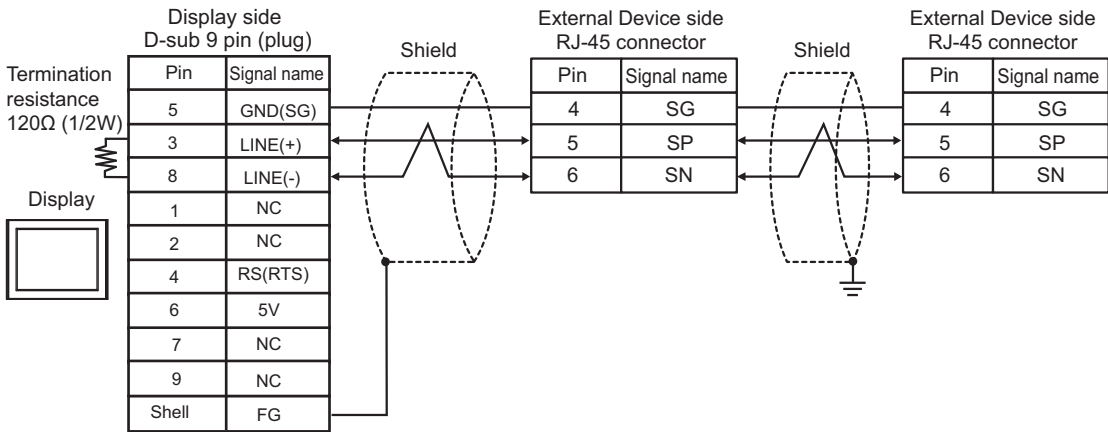 Display side
D-sub 9 pin (plug)
External Device side
RJ-45 connector
External Device side
RJ-45 connector
Shield
Shield
Termination
resistance
120Ω (1/2W)
Display
Pin Signal name
5 GND(SG)
3 LINE(+)
8 LINE(-)
1 NC
2 NC
4 RS(RTS)
6 5V
7 NC
9 NC
Shell FG
Pin Signal name
4 SG
5 SP
6 SN
Pin Signal name
4 SG
5 SP
6 SN